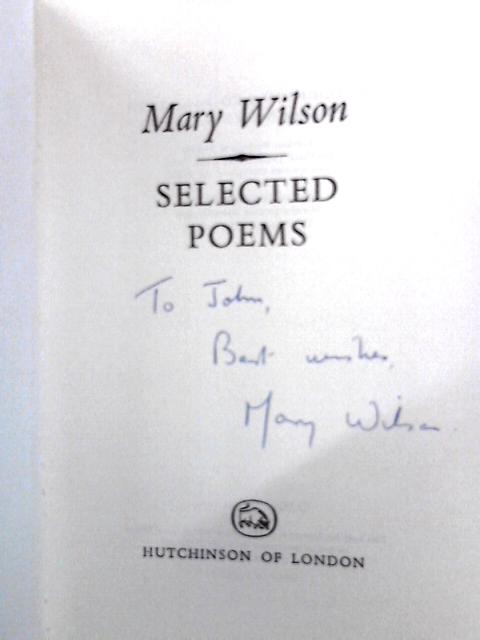 Mary Wilson
SELECTED
POEMS
To John,
Best wishes,
Mary Wilson.
HUTCHINSON OF LONDON